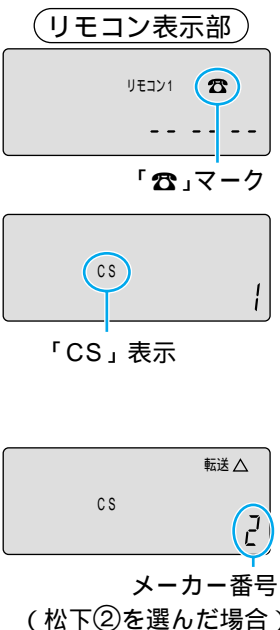 リモコン表示部
リモコン1 ☎
-- -- --
「☎」マーク
CS
1
「CS」表示
転送△
CS
2
メーカー番号
(松下②を選んだ場合)